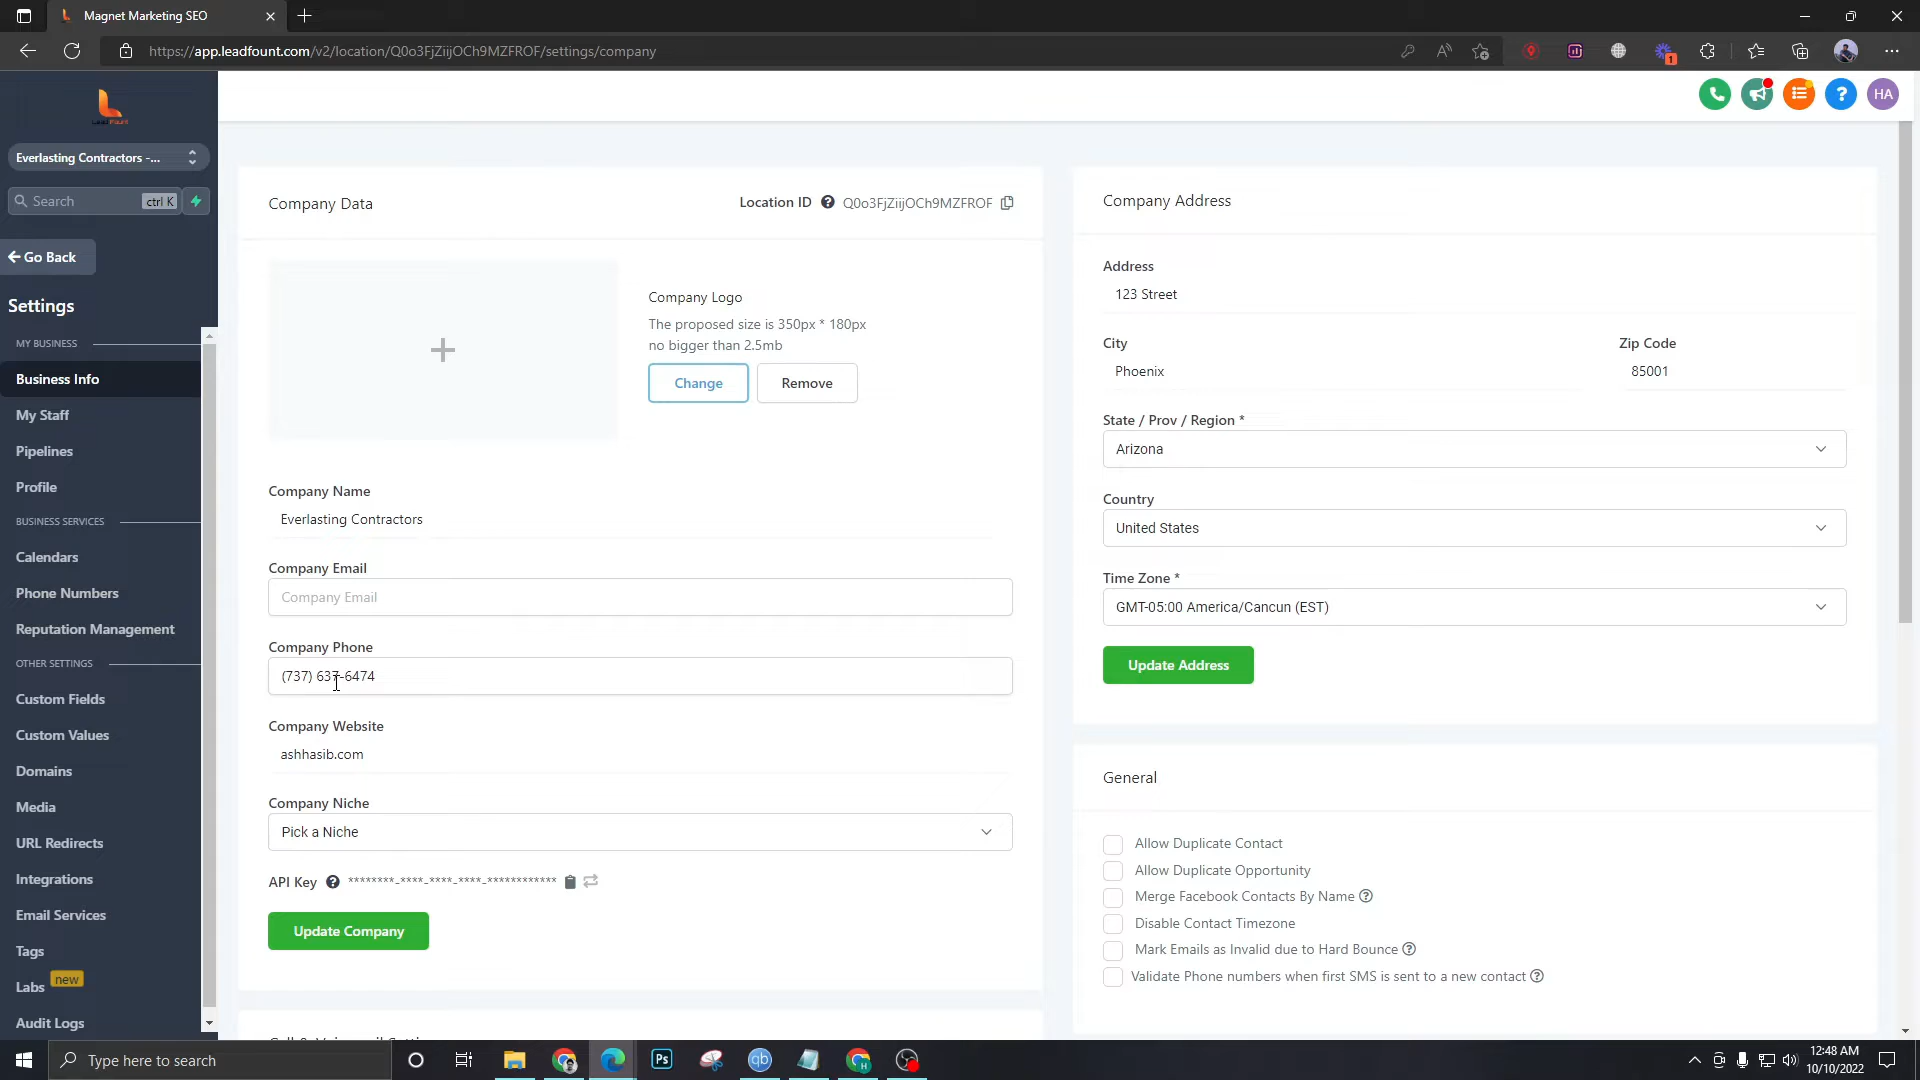 Magnet Marketing SEO
https://app.leadfount.com/v2/location/Q0o3FjZiijOCh9MZFROF/settings/company
1
HA
Everlasting Contractors -...
Search
ctrl K
Go Back
Settings
MY BUSINESS
Business Info
My Staff
Pipelines
Profile
BUSINESS SERVICES
Calendars
Phone Numbers
Reputation Management
OTHER SETTINGS
Custom Fields
Custom Values
Domains
Media
URL Redirects
Integrations
Email Services
Tags
Labs new
Audit Logs
Company Data
Location ID ? Q0o3FjZiijOCh9MZFROF
Company Logo
The proposed size is 350px * 180px
no bigger than 2.5mb
Change
Remove
Company Name
Everlasting Contractors
Company Email
Company Email
Company Phone
(737) 637-6474
Company Website
ashhasib.com
Company Niche
Pick a Niche
API Key ? ********-****-****-****-************
Update Company
Company Address
Address
123 Street
City
Phoenix
Zip Code
85001
State / Prov / Region *
Arizona
Country
United States
Time Zone *
GMT-05:00 America/Cancun (EST)
Update Address
General
Allow Duplicate Contact
Allow Duplicate Opportunity
Merge Facebook Contacts By Name ?
Disable Contact Timezone
Mark Emails as Invalid due to Hard Bounce ?
Validate Phone numbers when first SMS is sent to a new contact ?
Type here to search
Ps
qb
12:48 AM
10/10/2022